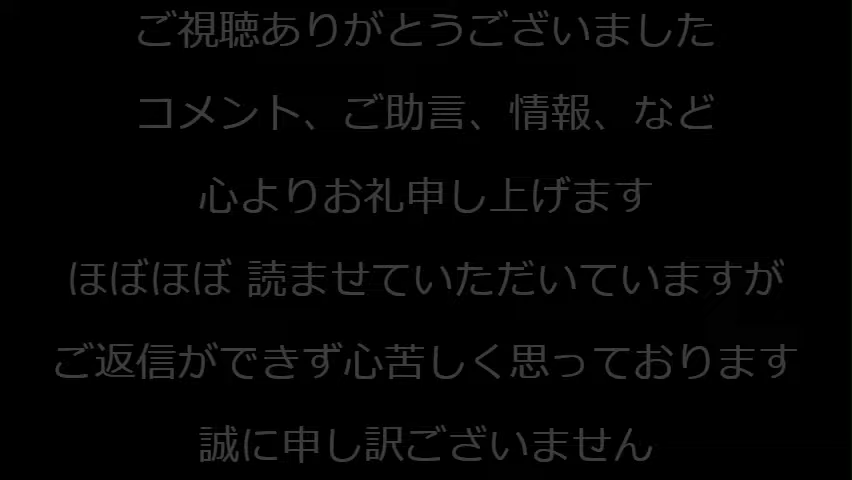 ご視聴ありがとうございました
コメント、ご助言、情報、など
心よりお礼申し上げます
ほぼほぼ 読ませていただいていますが
ご返信ができず心苦しく思っております
誠に申し訳ございません